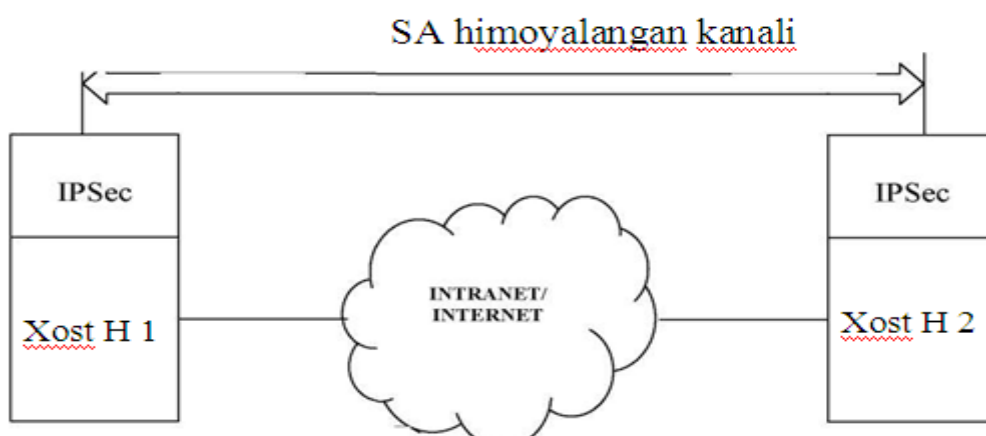 SA himoyalangan kanali
IPSec
IPSec
INTRANET/
INTERNET
Xost H 1
Xost H 2